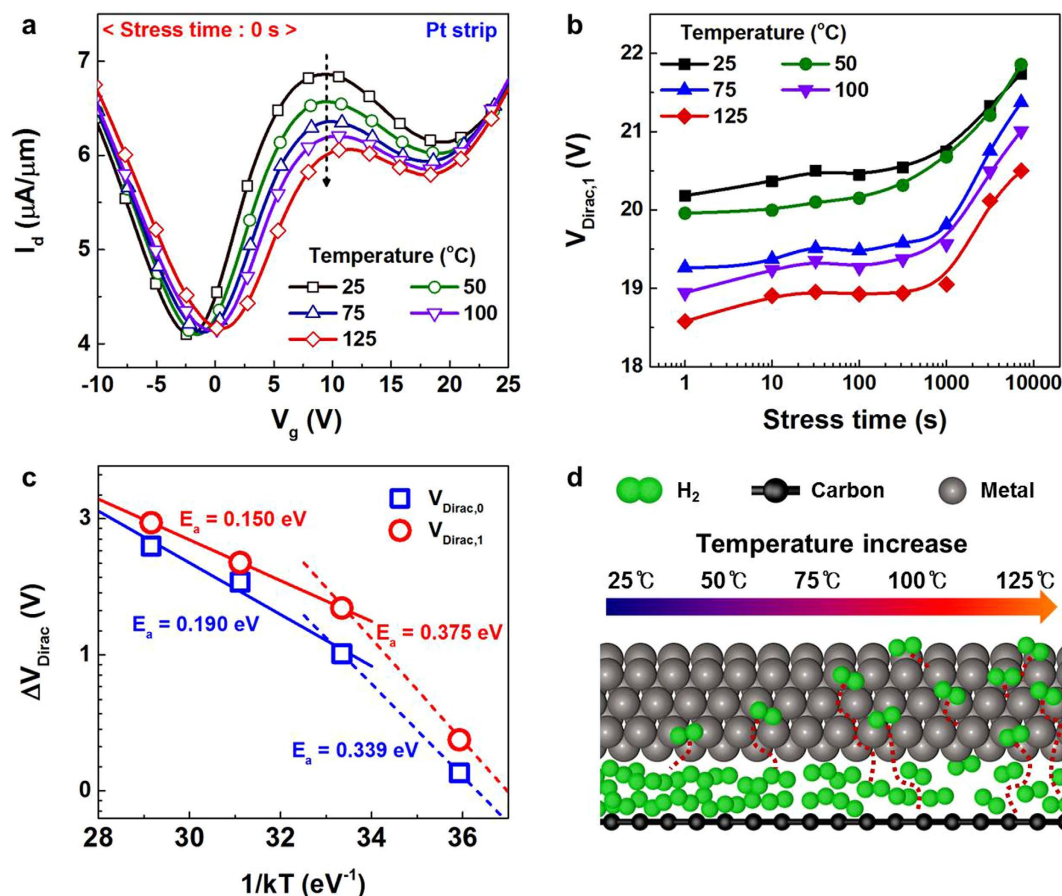 a
< Stress time : 0 s >
Pt strip
7
6
5
4
I_d (μA/μm)
Temperature (°C)
25
50
75
100
125
-10
-5
0
5
10
15
20
25
V_g (V)
b
Temperature (°C)
25
50
75
100
125
22
21
20
19
18
V_Dirac,1 (V)
1
10
100
1000
10000
Stress time (s)
c
V_Dirac,0
V_Dirac,1
E_a = 0.150 eV
E_a = 0.190 eV
E_a = 0.375 eV
E_a = 0.339 eV
3
1
0
ΔV_Dirac (V)
28
30
32
34
36
1/kT (eV⁻¹)
d
H₂
Carbon
Metal
Temperature increase
25℃ 50℃ 75℃ 100℃ 125℃